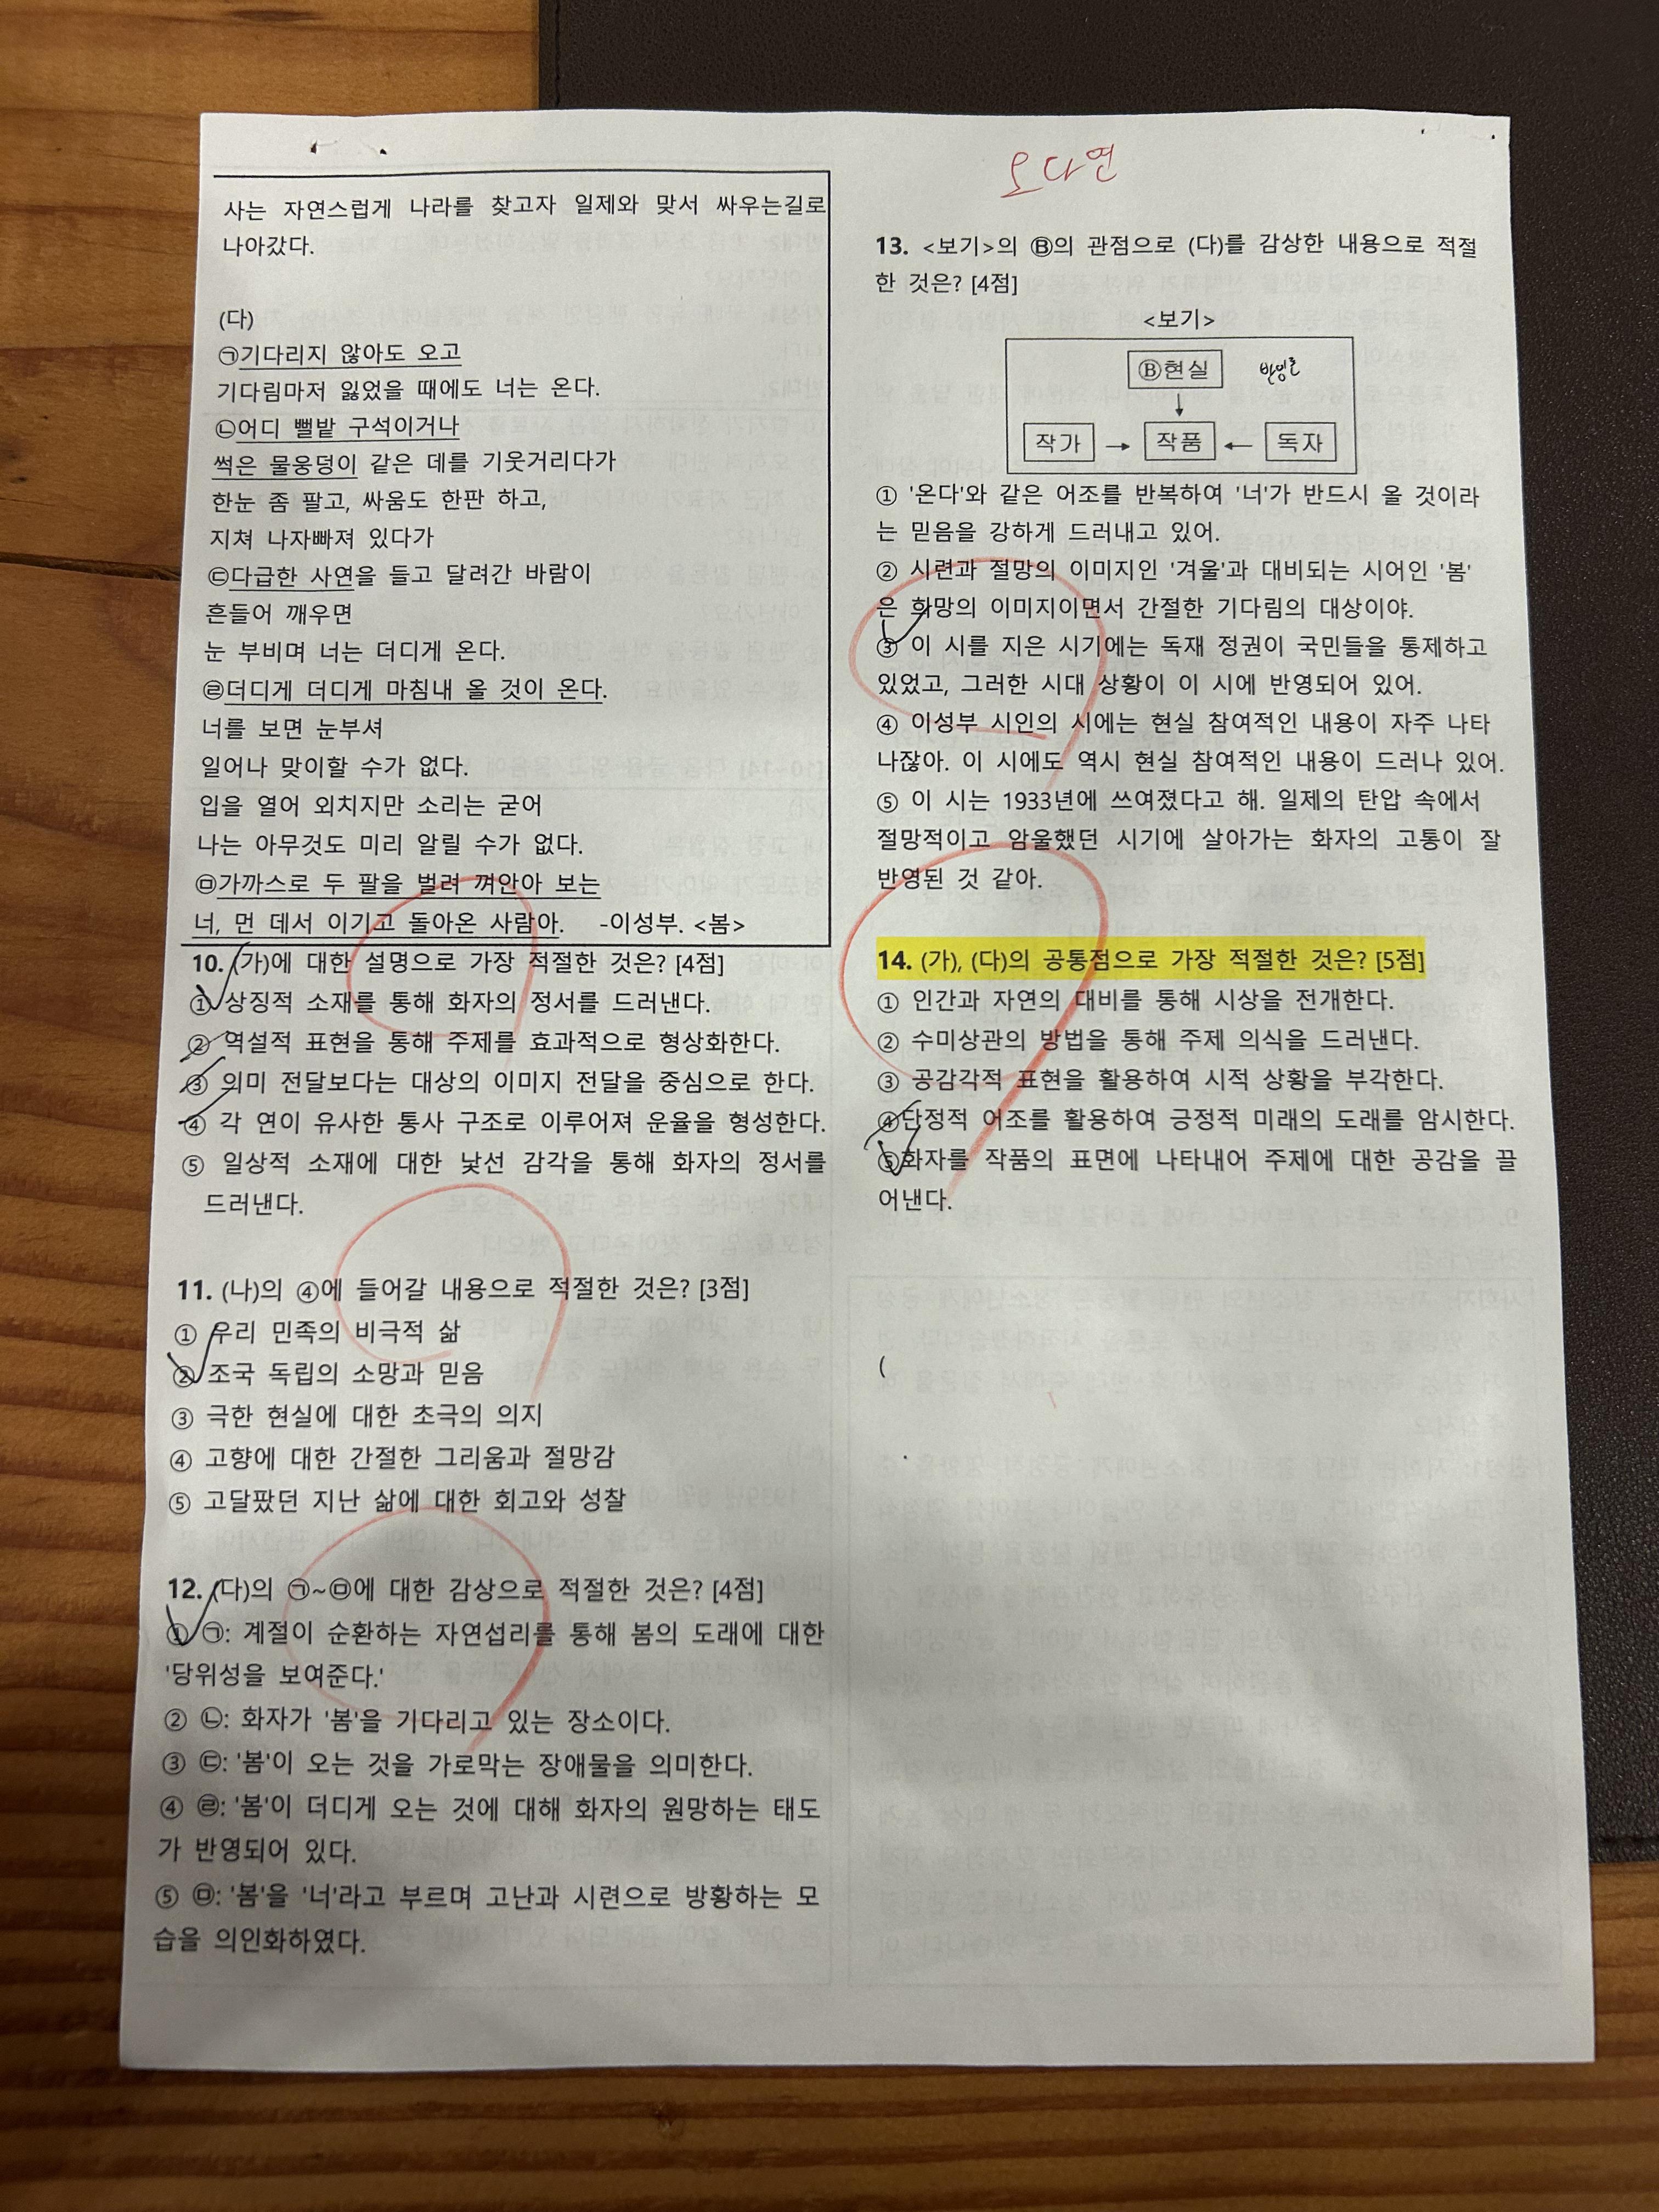 오다연
사는 자연스럽게 나라를 찾고자 일제와 맞서 싸우는길로
나아갔다.
(다)
㉠기다리지 않아도 오고
기다림마저 잃었을 때에도 너는 온다.
㉡어디 뻘밭 구석이거나
썩은 물웅덩이 같은 데를 기웃거리다가
한눈 좀 팔고, 싸움도 한판 하고,
지쳐 나자빠져 있다가
㉢다급한 사연을 들고 달려간 바람이
흔들어 깨우면
눈 부비며 너는 더디게 온다.
㉣더디게 더디게 마침내 올 것이 온다.
너를 보면 눈부셔
일어나 맞이할 수가 없다.
입을 열어 외치지만 소리는 굳어
나는 아무것도 미리 알릴 수가 없다.
㉤가까스로 두 팔을 벌려 껴안아 보는
너, 먼 데서 이기고 돌아온 사람아. -이성부. <봄>
10. (가)에 대한 설명으로 가장 적절한 것은? [4점]
① 상징적 소재를 통해 화자의 정서를 드러낸다.
② 역설적 표현을 통해 주제를 효과적으로 형상화한다.
③ 의미 전달보다는 대상의 이미지 전달을 중심으로 한다.
④ 각 연이 유사한 통사 구조로 이루어져 운율을 형성한다.
⑤ 일상적 소재에 대한 낯선 감각을 통해 화자의 정서를
드러낸다.
11. (나)의 ㉮에 들어갈 내용으로 적절한 것은? [3점]
① 우리 민족의 비극적 삶
② 조국 독립의 소망과 믿음
③ 극한 현실에 대한 초극의 의지
④ 고향에 대한 간절한 그리움과 절망감
⑤ 고달팠던 지난 삶에 대한 회고와 성찰
12. (다)의 ㉠~㉤에 대한 감상으로 적절한 것은? [4점]
① ㉠: 계절이 순환하는 자연섭리를 통해 봄의 도래에 대한
'당위성을 보여준다.'
② ㉡: 화자가 '봄'을 기다리고 있는 장소이다.
③ ㉢: '봄'이 오는 것을 가로막는 장애물을 의미한다.
④ ㉣: '봄'이 더디게 오는 것에 대해 화자의 원망하는 태도
가 반영되어 있다.
⑤ ㉤: '봄'을 '너'라고 부르며 고난과 시련으로 방황하는 모
습을 의인화하였다.
13. <보기>의 Ⓑ의 관점으로 (다)를 감상한 내용으로 적절
한 것은? [4점]
<보기>
Ⓑ현실 반영론
↓
작가 → 작품 ← 독자
① '온다'와 같은 어조를 반복하여 '너'가 반드시 올 것이라
는 믿음을 강하게 드러내고 있어.
② 시련과 절망의 이미지인 '겨울'과 대비되는 시어인 '봄'
은 희망의 이미지이면서 간절한 기다림의 대상이야.
③ 이 시를 지은 시기에는 독재 정권이 국민들을 통제하고
있었고, 그러한 시대 상황이 이 시에 반영되어 있어.
④ 이성부 시인의 시에는 현실 참여적인 내용이 자주 나타
나잖아. 이 시에도 역시 현실 참여적인 내용이 드러나 있어.
⑤ 이 시는 1933년에 쓰여졌다고 해. 일제의 탄압 속에서
절망적이고 암울했던 시기에 살아가는 화자의 고통이 잘
반영된 것 같아.
14. (가), (다)의 공통점으로 가장 적절한 것은? [5점]
① 인간과 자연의 대비를 통해 시상을 전개한다.
② 수미상관의 방법을 통해 주제 의식을 드러낸다.
③ 공감각적 표현을 활용하여 시적 상황을 부각한다.
④단정적 어조를 활용하여 긍정적 미래의 도래를 암시한다.
⑤화자를 작품의 표면에 나타내어 주제에 대한 공감을 끌
어낸다.